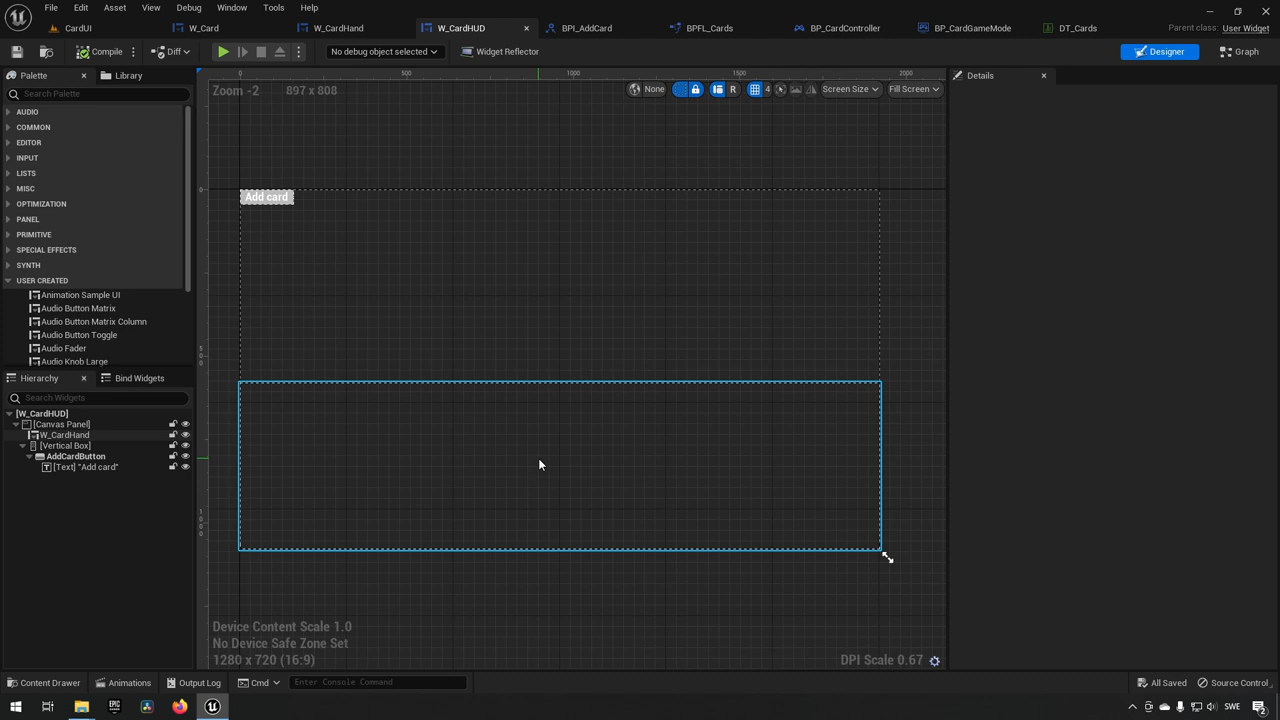 File Edit Asset View Debug Window Tools Help
CardUI W_Card W_CardHand W_CardHUD BPI_AddCard BPFL_Cards BP_CardController BP_CardGameMode DT_Cards Parent class: User Widget
Compile Diff No debug object selected Widget Reflector Designer Graph
Palette Library
Search Palette
AUDIO
COMMON
EDITOR
INPUT
LISTS
MISC
OPTIMIZATION
PANEL
PRIMITIVE
SPECIAL EFFECTS
SYNTH
USER CREATED
Animation Sample UI
Audio Button Matrix
Audio Button Matrix Column
Audio Button Toggle
Audio Fader
Audio Knob Large
Hierarchy Bind Widgets
Search Widgets
[W_CardHUD]
[Canvas Panel]
W_CardHand
[Vertical Box]
AddCardButton
[Text] "Add card"
0 500 1000 1500 2000
Zoom -2 897 x 808 None R 4 Screen Size Fill Screen
0
500
1000
Add card
Device Content Scale 1.0
No Device Safe Zone Set
1280 x 720 (16:9)
DPI Scale 0.67
Details
Content Drawer Animations Output Log Cmd Enter Console Command All Saved Source Control
SWE